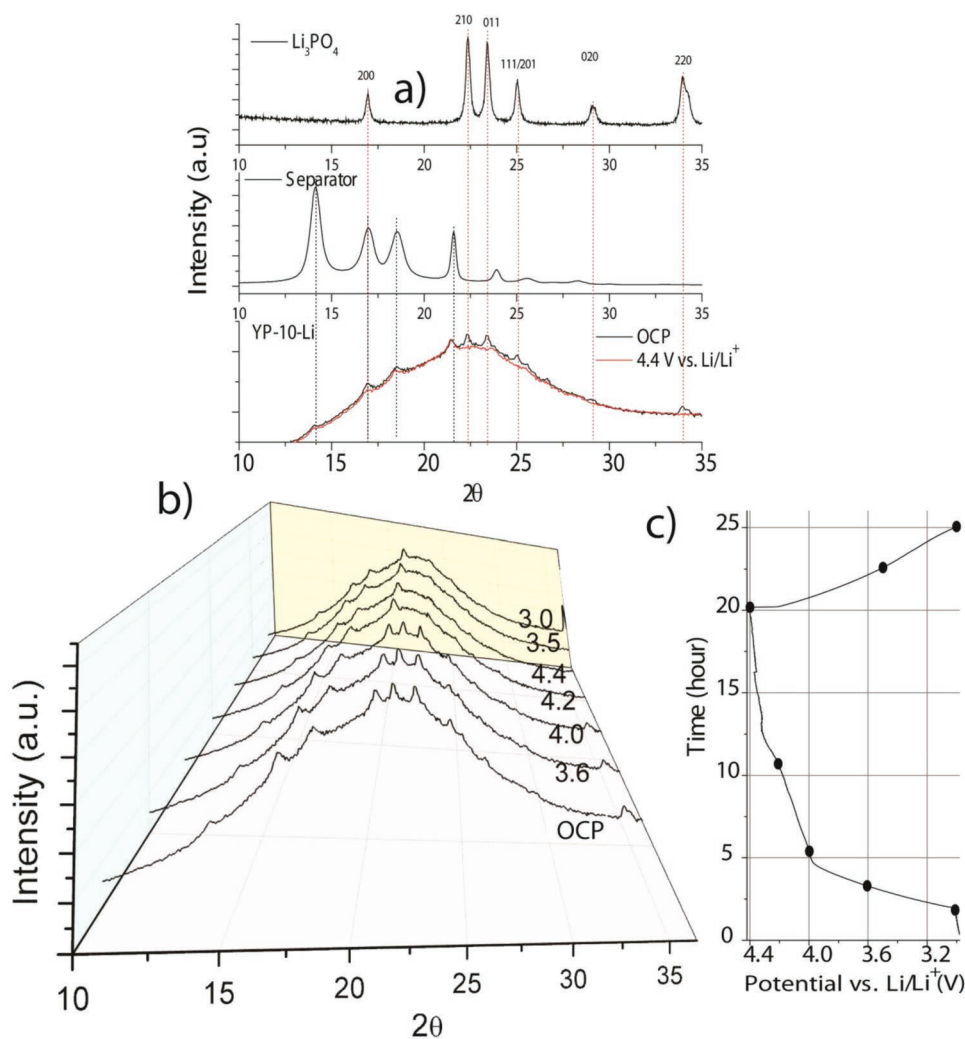 210 011
Li₃PO₄
111/201
200
a)
020
220
10 15 20 25 30 35
Separator
Intensity (a.u)
10 15 20 25 30 35
YP-10-Li
OCP
4.4 V vs. Li/Li⁺
10 15 20 25 30 35
2θ
b)
3.0
3.5
4.4
4.2
4.0
3.6
OCP
Intensity (a.u.)
10 15 20 25 30 35
2θ
c)
25
20
15
10
5
0
Time (hour)
4.4 4.0 3.6 3.2
Potential vs. Li/Li⁺(V)